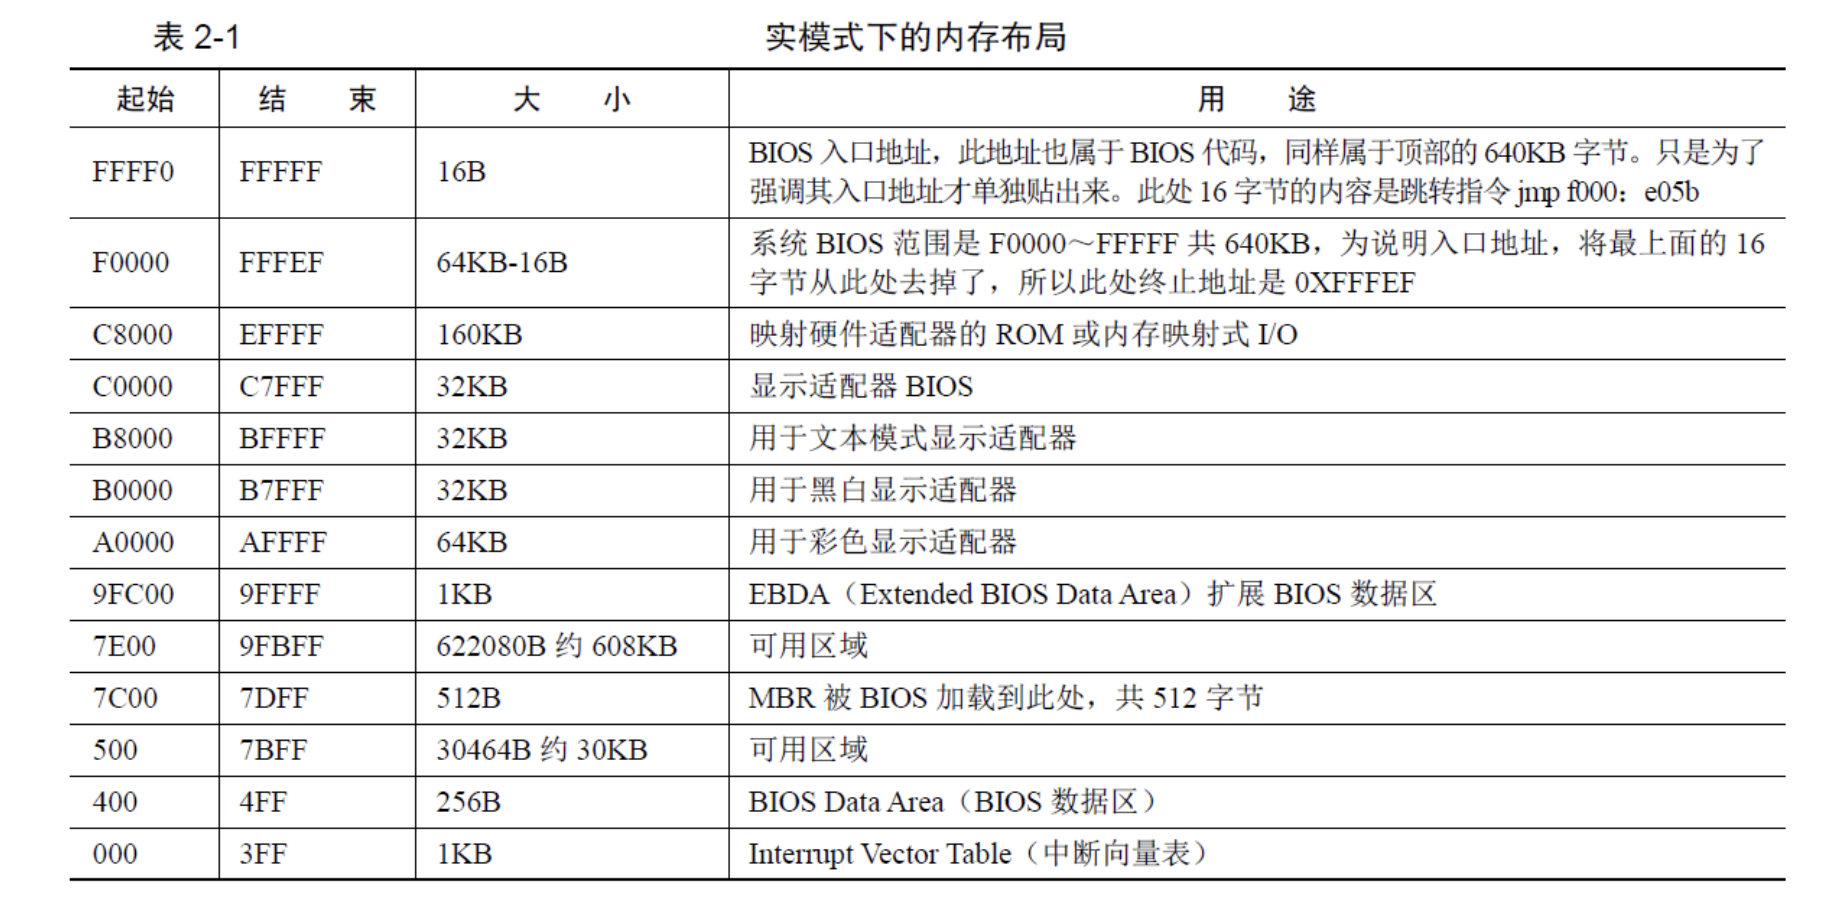 表 2-1 实模式下的内存布局
起始 结 束 大 小 用 途
FFFF0 FFFFF 16B BIOS 入口地址，此地址也属于 BIOS 代码，同样属于顶部的 640KB 字节。只是为了
强调其入口地址才单独贴出来。此处 16 字节的内容是跳转指令 jmp f000：e05b
F0000 FFFEF 64KB-16B 系统 BIOS 范围是 F0000～FFFFF 共 640KB，为说明入口地址，将最上面的 16
字节从此处去掉了，所以此处终止地址是 0XFFFEF
C8000 EFFFF 160KB 映射硬件适配器的 ROM 或内存映射式 I/O
C0000 C7FFF 32KB 显示适配器 BIOS
B8000 BFFFF 32KB 用于文本模式显示适配器
B0000 B7FFF 32KB 用于黑白显示适配器
A0000 AFFFF 64KB 用于彩色显示适配器
9FC00 9FFFF 1KB EBDA（Extended BIOS Data Area）扩展 BIOS 数据区
7E00 9FBFF 622080B 约 608KB 可用区域
7C00 7DFF 512B MBR 被 BIOS 加载到此处，共 512 字节
500 7BFF 30464B 约 30KB 可用区域
400 4FF 256B BIOS Data Area（BIOS 数据区）
000 3FF 1KB Interrupt Vector Table（中断向量表）